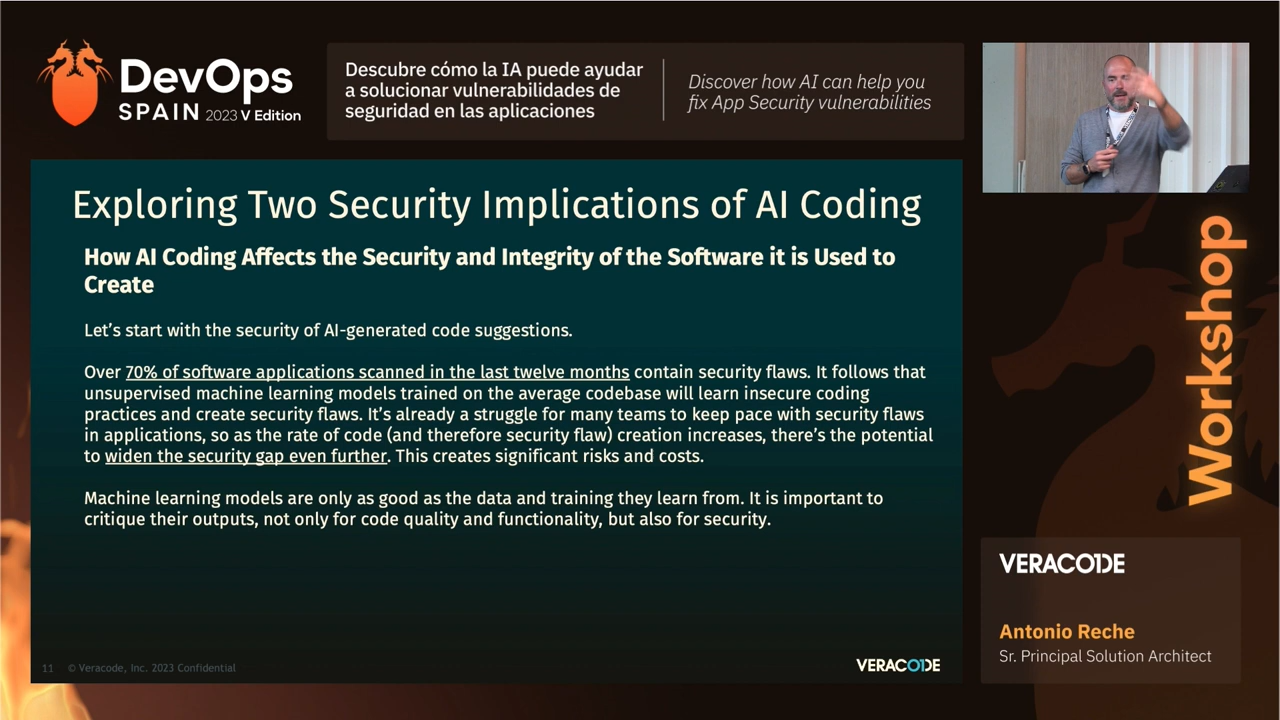 DevOps
SPAIN 2023 V Edition
Descubre cómo la IA puede ayudar
a solucionar vulnerabilidades de
seguridad en las aplicaciones
Discover how AI can help you
fix App Security vulnerabilities
Exploring Two Security Implications of AI Coding
How AI Coding Affects the Security and Integrity of the Software it is Used to
Create
Let's start with the security of AI-generated code suggestions.
Over 70% of software applications scanned in the last twelve months contain security flaws. It follows that
unsupervised machine learning models trained on the average codebase will learn insecure coding
practices and create security flaws. It's already a struggle for many teams to keep pace with security flaws
in applications, so as the rate of code (and therefore security flaw) creation increases, there's the potential
to widen the security gap even further. This creates significant risks and costs.
Machine learning models are only as good as the data and training they learn from. It is important to
critique their outputs, not only for code quality and functionality, but also for security.
11 © Veracode, Inc. 2023 Confidential
VERACODE
Workshop
VERACODE
Antonio Reche
Sr. Principal Solution Architect